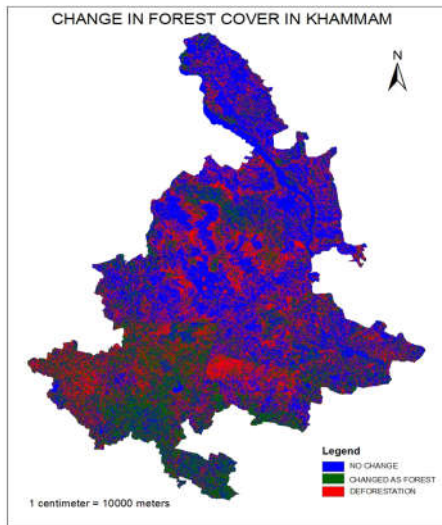 CHANGE IN FOREST COVER IN KHAMMAM
N
Legend
NO CHANGE
CHANGED AS FOREST
DEFORESTATION
1 centimeter = 10000 meters